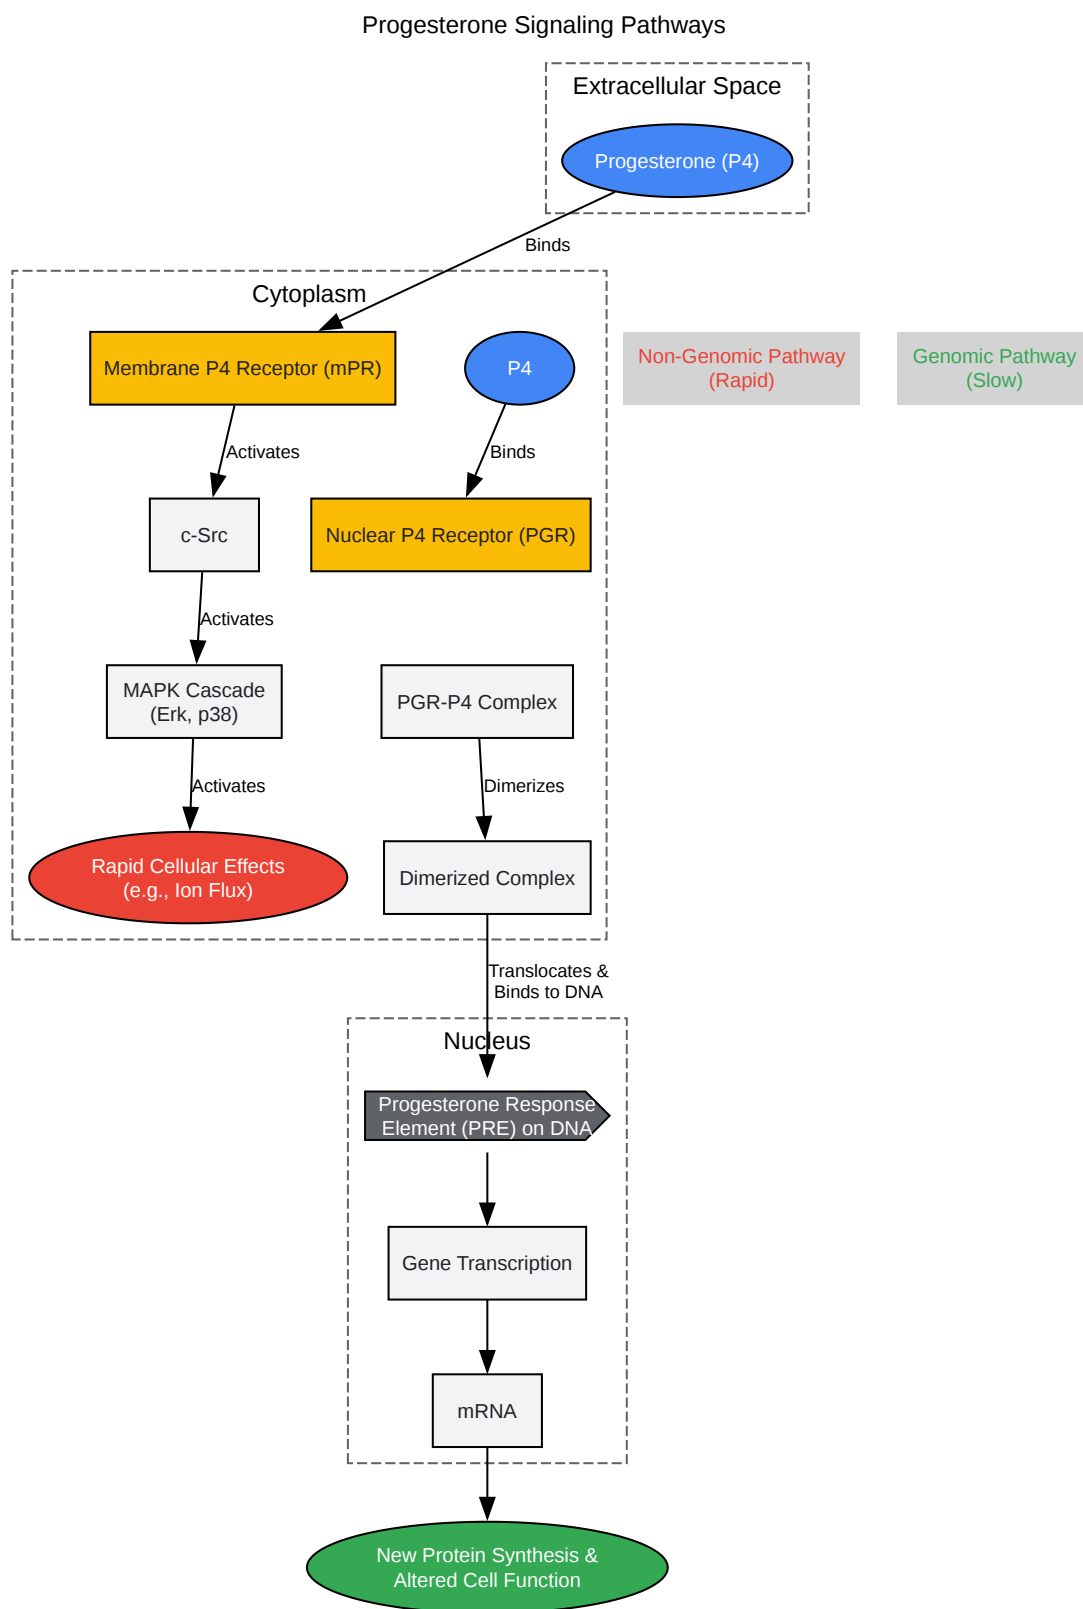 Progesterone Signaling Pathways
Extracellular Space
Progesterone (P4)
Binds
Cytoplasm
Membrane P4 Receptor (mPR)
P4
Non-Genomic Pathway
(Rapid)
Genomic Pathway
(Slow)
Activates
Binds
c-Src
Nuclear P4 Receptor (PGR)
Activates
MAPK Cascade
(Erk, p38)
PGR-P4 Complex
Activates
Dimerizes
Rapid Cellular Effects
(e.g., Ion Flux)
Dimerized Complex
Translocates &
Binds to DNA
Nucleus
Progesterone Response
Element (PRE) on DNA
Gene Transcription
mRNA
New Protein Synthesis &
Altered Cell Function